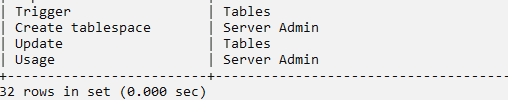 | Trigger | Tables
| Create tablespace | Server Admin
| Update | Tables
| Usage | Server Admin
+-------------------------+---------------------------------------
32 rows in set (0.000 sec)